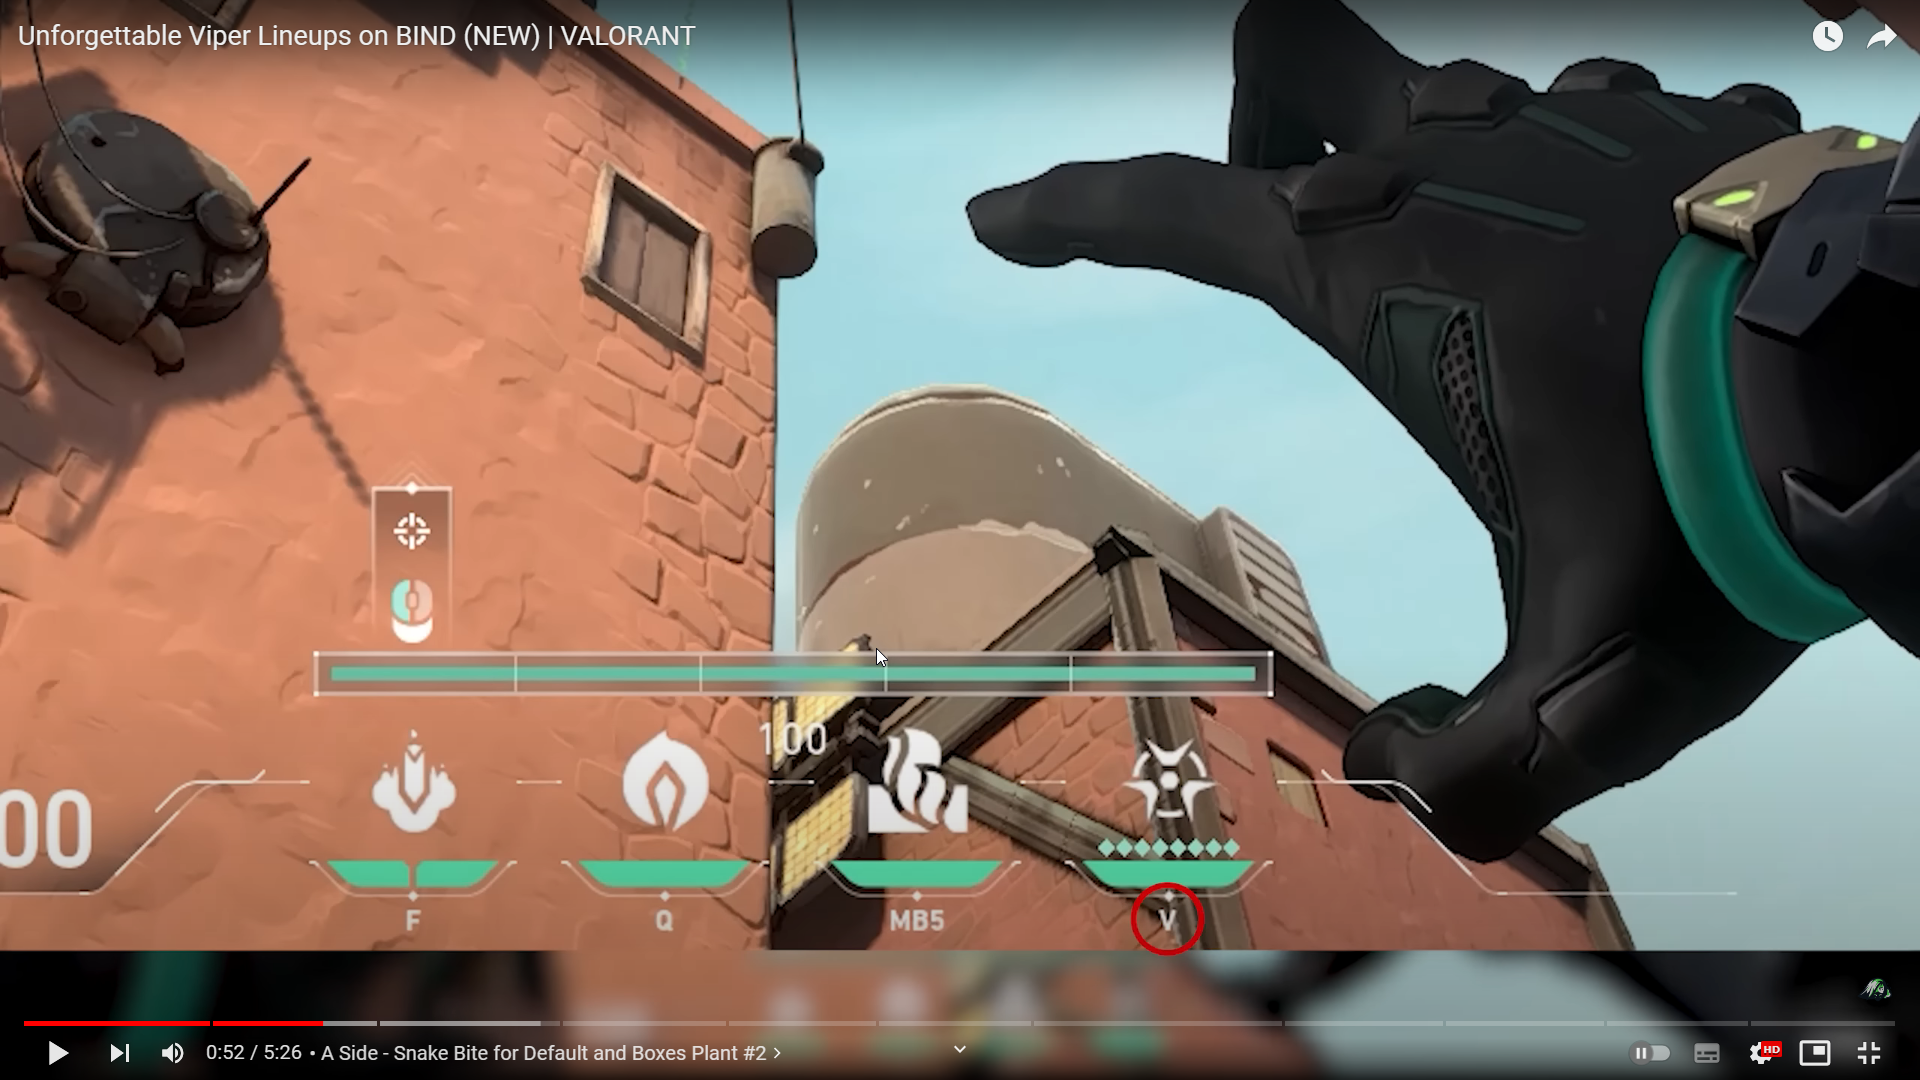 Unforgettable Viper Lineups on BIND (NEW) | VALORANT
100
00
F
Q
MB5
V
0:52 / 5:26 • A Side - Snake Bite for Default and Boxes Plant #2 >
HD